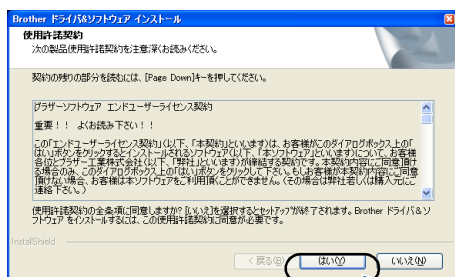 Brother ドライバ&ソフトウェア インストール
使用許諾契約
次の製品使用許諾契約を注意深くお読みください。
契約の残りの部分を読むには、[Page Down]キーを押してください。
ブラザーソフトウェア エンドユーザーライセンス契約
重要！！ よくお読み下さい！！
この「エンドユーザーライセンス契約」(以下、「本契約」といいます)は、お客様がこのダイアログボックス上の「
はい」ボタンをクリックするとインストールされるソフトウェア(以下、「本ソフトウェア」といいます)について、お客様
各位とブラザー工業株式会社(以下、「弊社」といいます)が締結する契約です。本契約内容にご同意頂け
る場合のみ、このダイアログボックス上の「はい」ボタンをクリックして下さい。もしお客様が本契約内容にご同意
頂けない場合、お客様は本ソフトウェアをご利用頂くことができません。(その場合は弊社若しくは購入元にご
連絡下さい。)
使用許諾契約の全条項に同意しますか? [いいえ]を選択するとセットアップが終了されます。Brother ドライバ&ソ
フトウェア をインストールするには、この使用許諾契約に同意が必要です。
InstallShield
< 戻る(B)
はい(Y)
いいえ(N)